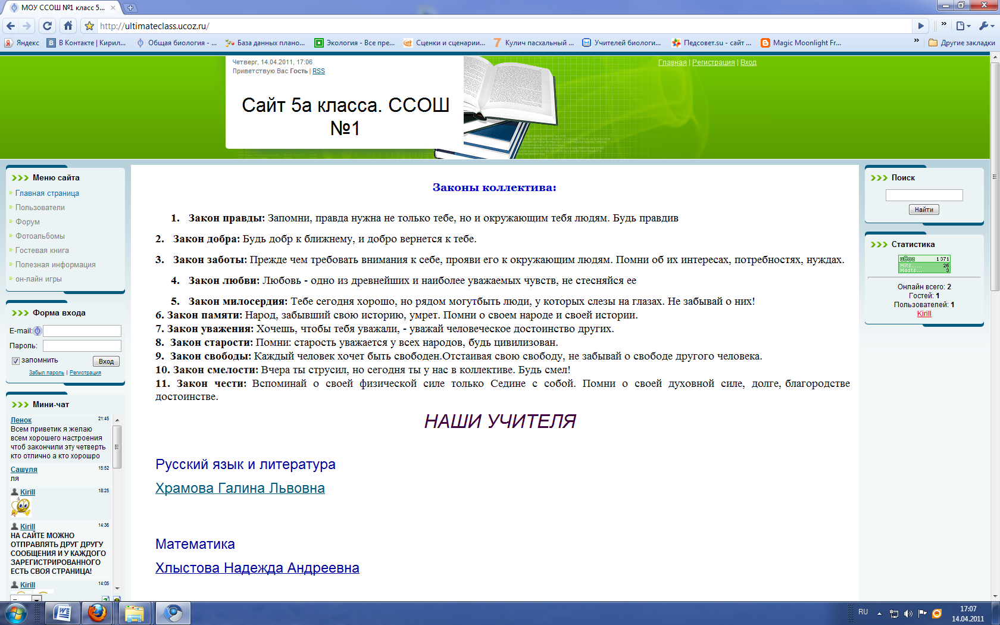 МОУ ССОШ №1 класс 5...
http://ultimateclass.ucoz.ru/
Яндекс
В Контакте | Кирил...
Общая биология - ...
База данных плано...
Экология - Все пре...
Сценки и сценарии...
Кулич пасхальный ...
Учителей биологи...
Педсовет.su - сайт ...
Magic Moonlight Fr...
Другие закладки
Четверг, 14.04.2011, 17:06
Приветствую Вас Гость | RSS
Главная | Регистрация | Вход
Сайт 5а класса. ССОШ
№1
Меню сайта
Главная страница
Пользователи
Форум
Фотоальбомы
Гостевая книга
Полезная информация
он-лайн игры
Форма входа
E-mail:
Пароль:
запомнить
Вход
Забыл пароль | Регистрация
Мини-чат
Ленок 21:45
Всем приветик я желаю
всем хорошего настроения
чтоб закончили эту четверть
кто отлично а кто хорошро
Сашуля 15:52
ля
Kirill 18:25
Kirill 14:36
НА САЙТЕ МОЖНО
ОТПРАВЛЯТЬ ДРУГ ДРУГУ
СООБЩЕНИЯ И У КАЖДОГО
ЗАРЕГИСТРИРОВАННОГО
ЕСТЬ СВОЯ СТРАНИЦА!
Kirill 14:05
Законы коллектива:
1. Закон правды: Запомни, правда нужна не только тебе, но и окружающим тебя людям. Будь правдив
2. Закон добра: Будь добр к ближнему, и добро вернется к тебе.
3. Закон заботы: Прежде чем требовать внимания к себе, прояви его к окружающим людям. Помни об их интересах, потребностях, нуждах.
4. Закон любви: Любовь - одно из древнейших и наиболее уважаемых чувств, не стесняйся ее
5. Закон милосердия: Тебе сегодня хорошо, но рядом могутбыть люди, у которых слезы на глазах. Не забывай о них!
6. Закон памяти: Народ, забывший свою историю, умрет. Помни о своем народе и своей истории.
7. Закон уважения: Хочешь, чтобы тебя уважали, - уважай человеческое достоинство других.
8. Закон старости: Помни: старость уважается у всех народов, будь цивилизован.
9. Закон свободы: Каждый человек хочет быть свободен.Отстаивая свою свободу, не забывай о свободе другого человека.
10. Закон смелости: Вчера ты струсил, но сегодня ты у нас в коллективе. Будь смел!
11. Закон чести: Вспоминай о своей физической силе только Седине с собой. Помни о своей духовной силе, долге, благородстве
достоинстве.
НАШИ УЧИТЕЛЯ
Русский язык и литература
Храмова Галина Львовна
Математика
Хлыстова Надежда Андреевна
Поиск
Найти
Статистика
uCoz 1371
Hits...... 26
Hosts... 3
Онлайн всего: 2
Гостей: 1
Пользователей: 1
Kirill
RU
17:07
14.04.2011